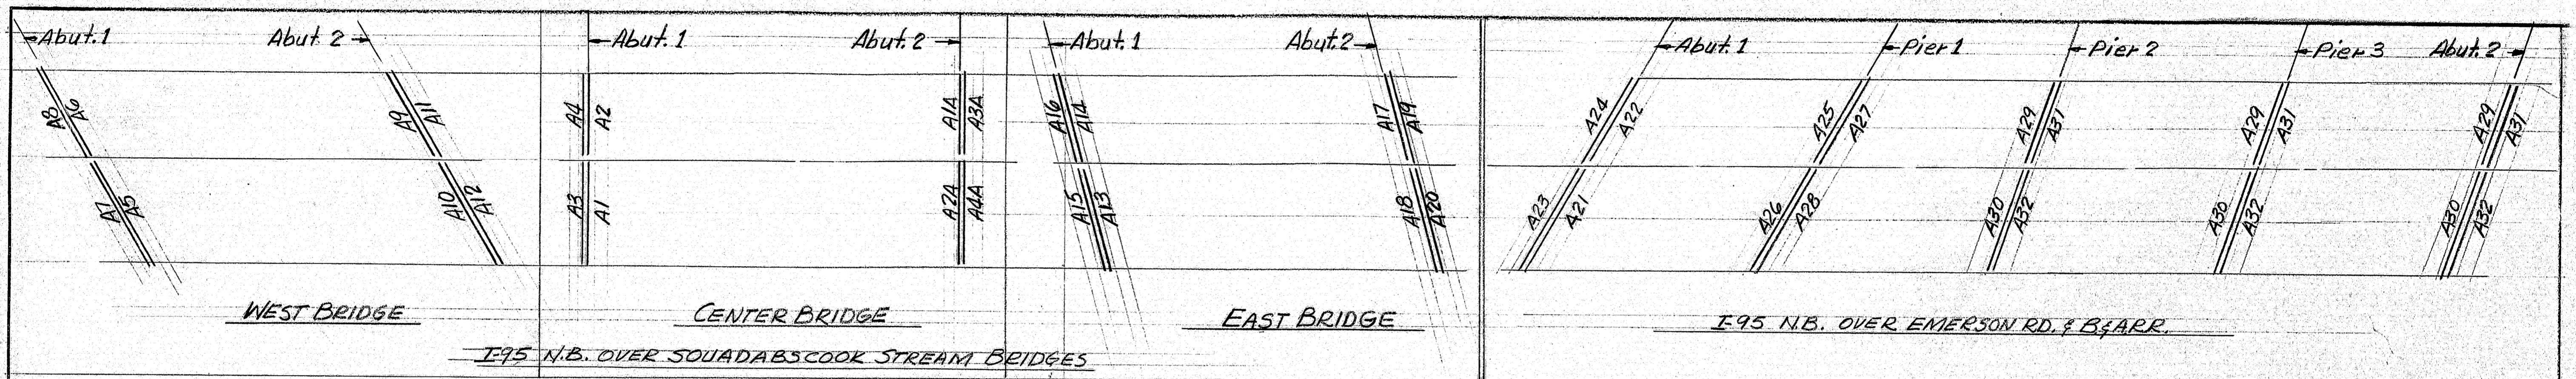 Abut. 1 Abut 2 Abut. 1 Abut. 2 Abut. 1 Abut. 2 Abut. 1 Pier 1 Pier 2 Pier 3 Abut. 2
A8 A6 A9 A11 A4 A2 A1A A3A A16 A14 A17 A19 A24 A22 A25 A27 A29 A31 A29 A31 A29 A31
A7 A5 A10 A12 A3 A1 A2A A4A A15 A13 A18 A20 A23 A21 A26 A28 A30 A32 A30 A32 A30 A32
WEST BRIDGE CENTER BRIDGE EAST BRIDGE I-95 N.B. OVER EMERSON RD. & B&A R.R.
I-95 N.B. OVER SOUADABSCOOK STREAM BRIDGES